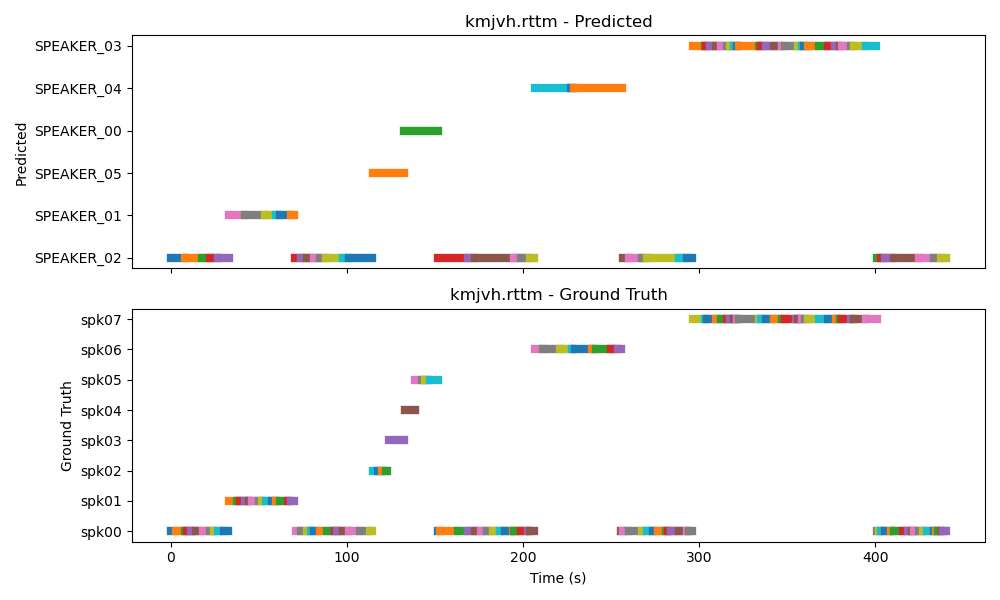 kmjvh.rttm - Predicted
SPEAKER_03
SPEAKER_04
SPEAKER_00
SPEAKER_05
SPEAKER_01
SPEAKER_02
Predicted
kmjvh.rttm - Ground Truth
spk07
spk06
spk05
spk04
spk03
spk02
spk01
spk00
Ground Truth
0 100 200 300 400
Time (s)